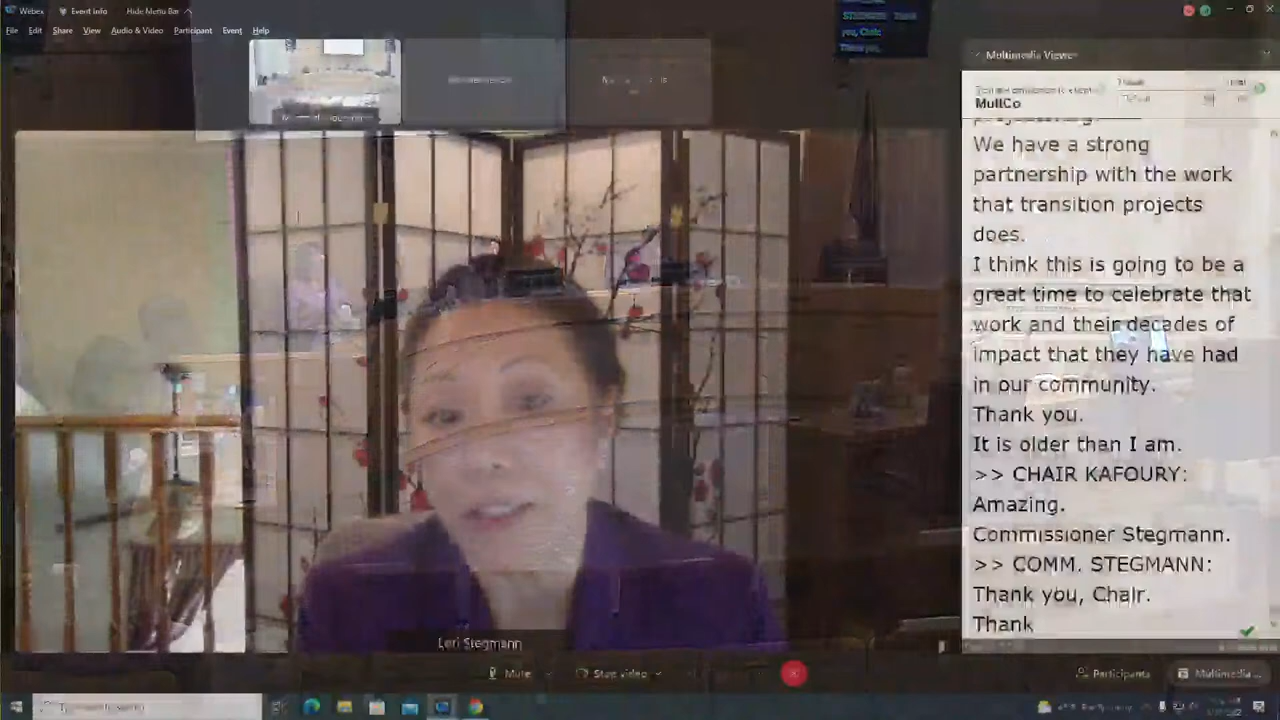 Webex Event Info Hide Menu Bar
File Edit Share View Audio & Video Participant Event Help
you, Chair.
Thank you,
Multimedia Viewer
MultCo
We have a strong
partnership with the work
that transition projects
does.
I think this is going to be a
great time to celebrate that
work and their decades of
impact that they have had
in our community.
Thank you.
It is older than I am.
>> CHAIR KAFOURY:
Amazing.
Commissioner Stegmann.
>> COMM. STEGMANN:
Thank you, Chair.
Thank
Lori Stegmann
Mute Stop video Participants Multimedia ...